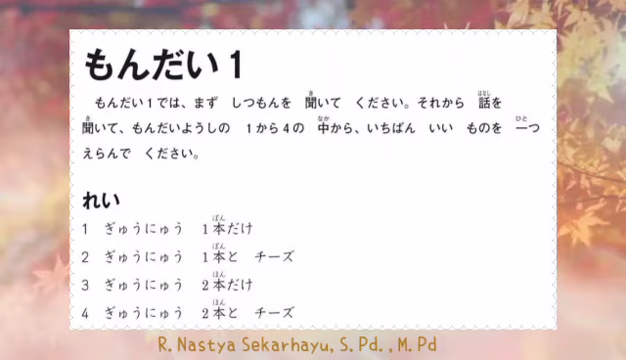 もんだい1
もんだい1では、まず しつもんを 聞いて ください。それから 話を
聞いて、もんだいようしの 1から4の 中から、いちばん いい ものを 一つ
えらんで ください。
れい
1 ぎゅうにゅう 1本だけ
2 ぎゅうにゅう 1本と チーズ
3 ぎゅうにゅう 2本だけ
4 ぎゅうにゅう 2本と チーズ
R. Nastya Sekarhayu, S. Pd. , M. Pd